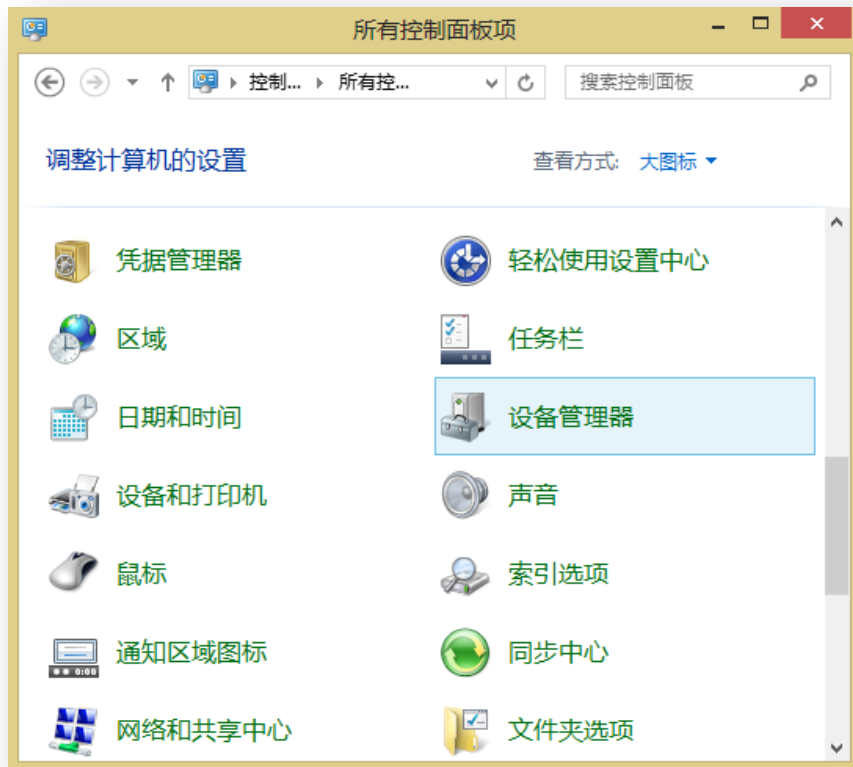 所有控制面板项
控制... 所有控... 搜索控制面板
调整计算机的设置 查看方式: 大图标
凭据管理器 轻松使用设置中心
区域 任务栏
日期和时间 设备管理器
设备和打印机 声音
鼠标 索引选项
通知区域图标 同步中心
网络和共享中心 文件夹选项